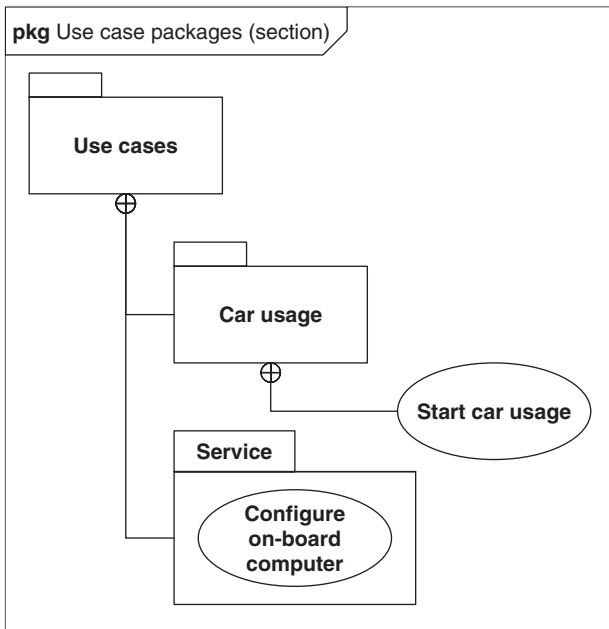 pkg Use case packages (section)
Use cases
Car usage
Start car usage
Service
Configure
on-board
computer